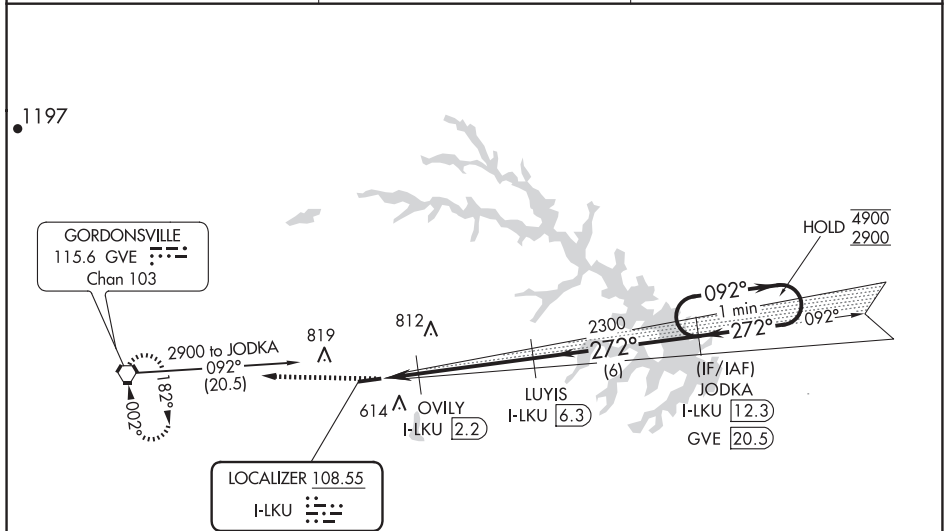 1197
GORDONSVILLE
115.6 GVE
Chan 103
2900 to JODKA
092°
(20.5)
182°
002°
819
812
614
OVILY
I-LKU 2.2
LUYIS
I-LKU 6.3
2300
272°
(6)
HOLD 4900
2900
092°
1 min
272°
092°
(IF/IAF)
JODKA
I-LKU 12.3
GVE 20.5
LOCALIZER 108.55
I-LKU